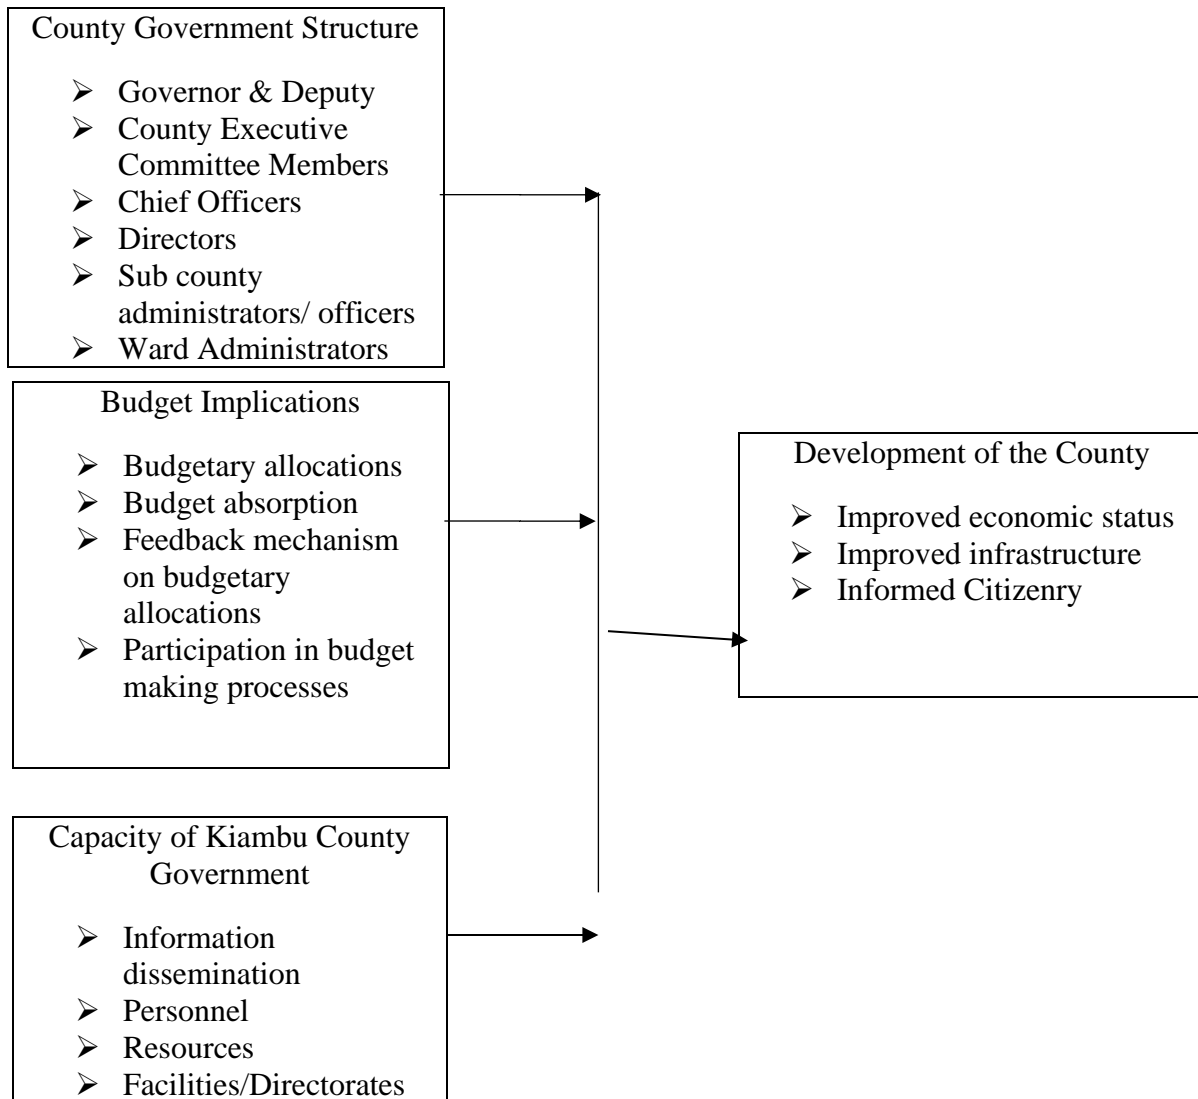 County Government Structure
➢ Governor & Deputy
➢ County Executive
Committee Members
➢ Chief Officers
➢ Directors
➢ Sub county
administrators/ officers
➢ Ward Administrators
Budget Implications
➢ Budgetary allocations
➢ Budget absorption
➢ Feedback mechanism
on budgetary
allocations
➢ Participation in budget
making processes
Capacity of Kiambu County
Government
➢ Information
dissemination
➢ Personnel
➢ Resources
➢ Facilities/Directorates
Development of the County
➢ Improved economic status
➢ Improved infrastructure
➢ Informed Citizenry